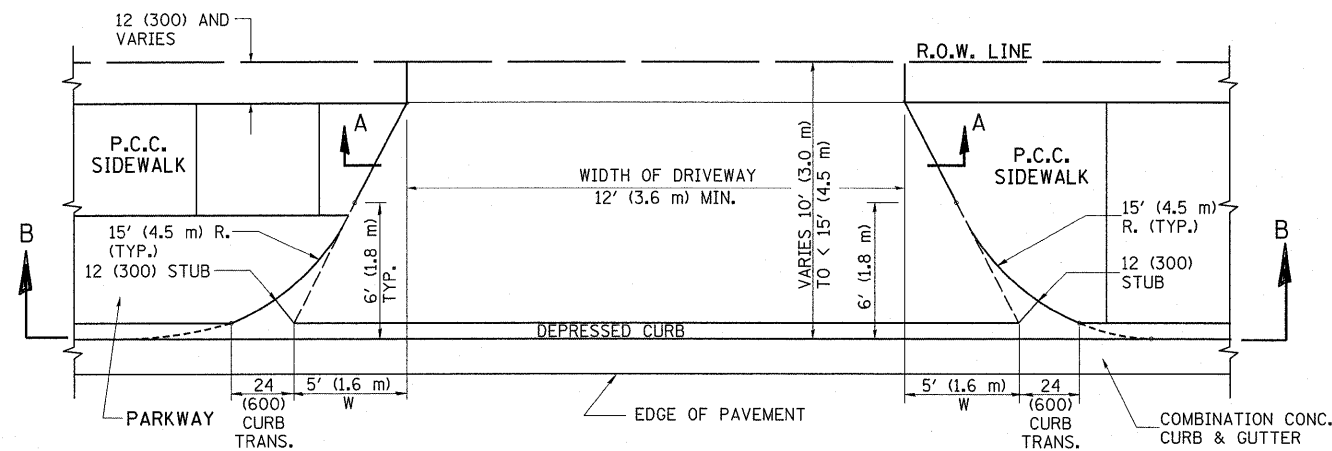 12 (300) AND
VARIES
R.O.W. LINE
A
A
P.C.C.
SIDEWALK
P.C.C.
SIDEWALK
WIDTH OF DRIVEWAY
12' (3.6 m) MIN.
VARIES 10' (3.0 m)
TO < 15' (4.5 m)
15' (4.5 m)
R. (TYP.)
B
B
15' (4.5 m) R.
(TYP.)
12 (300) STUB
6' (1.8 m)
TYP.
6' (1.8 m)
12 (300)
STUB
DEPRESSED CURB
24
(600)
CURB
TRANS.
5' (1.6 m)
W
5' (1.6 m)
W
24
(600)
CURB
TRANS.
PARKWAY
EDGE OF PAVEMENT
COMBINATION CONC.
CURB & GUTTER